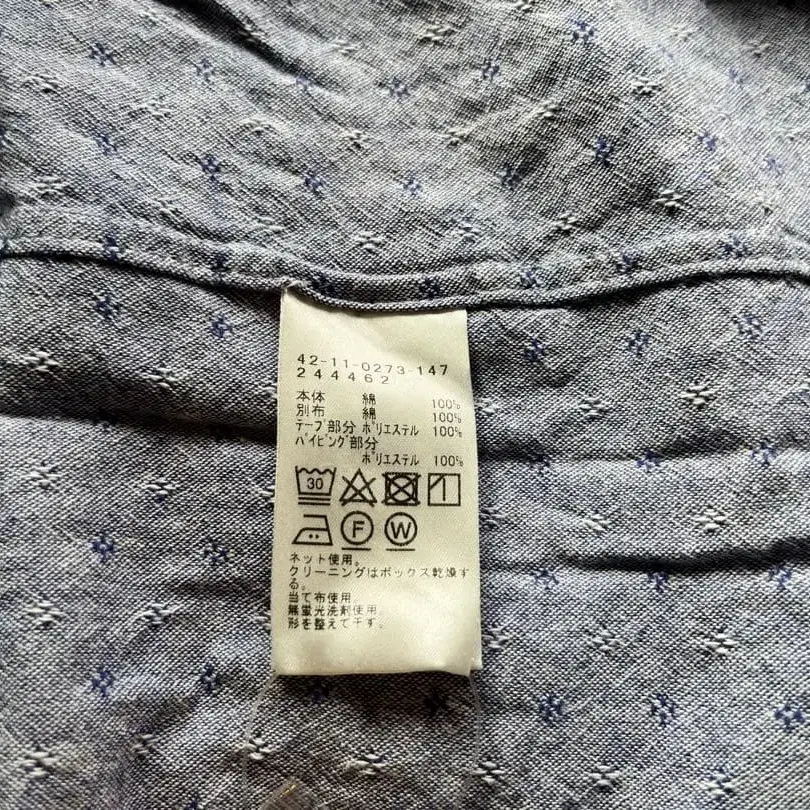 42-11-0273-147
244462
本体 綿 100%
別布 綿 100%
テープ部分 ポリエステル 100%
パイピング部分
ポリエステル 100%
30
F W
ネット使用。
クリーニングはボックス乾燥す
る。
当て布使用。
無蛍光洗剤使用。
形を整えて干す。